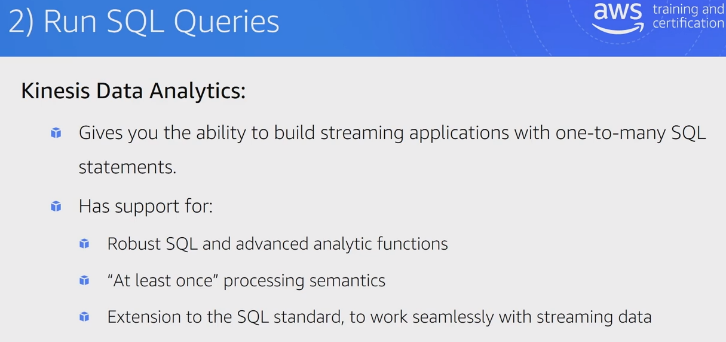 2) Run SQL Queries
aws training and
certification
Kinesis Data Analytics:
Gives you the ability to build streaming applications with one-to-many SQL
statements.
Has support for:
Robust SQL and advanced analytic functions
“At least once” processing semantics
Extension to the SQL standard, to work seamlessly with streaming data